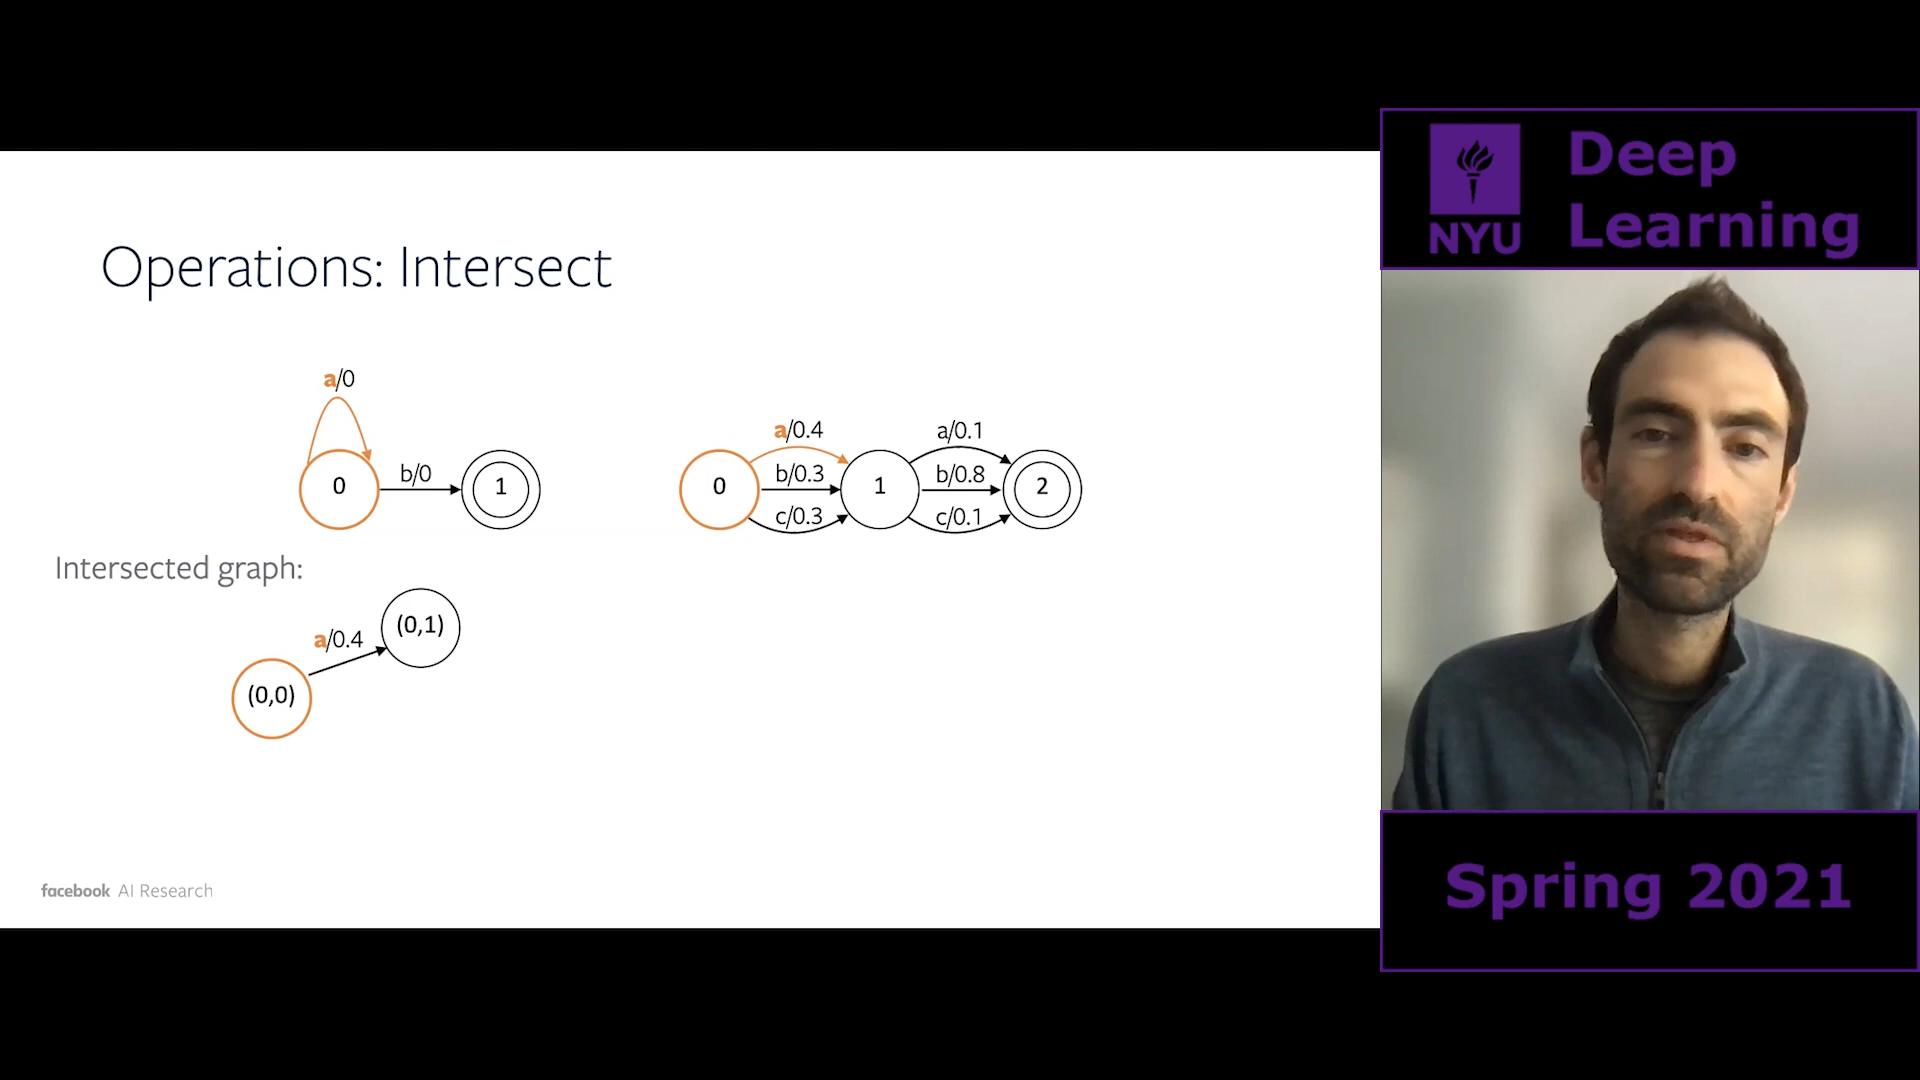 Operations: Intersect
a/0
0
b/0
1
0
a/0.4
b/0.3
c/0.3
1
a/0.1
b/0.8
c/0.1
2
Intersected graph:
(0,0)
a/0.4
(0,1)
facebook AI Research
NYU
Deep
Learning
Spring 2021